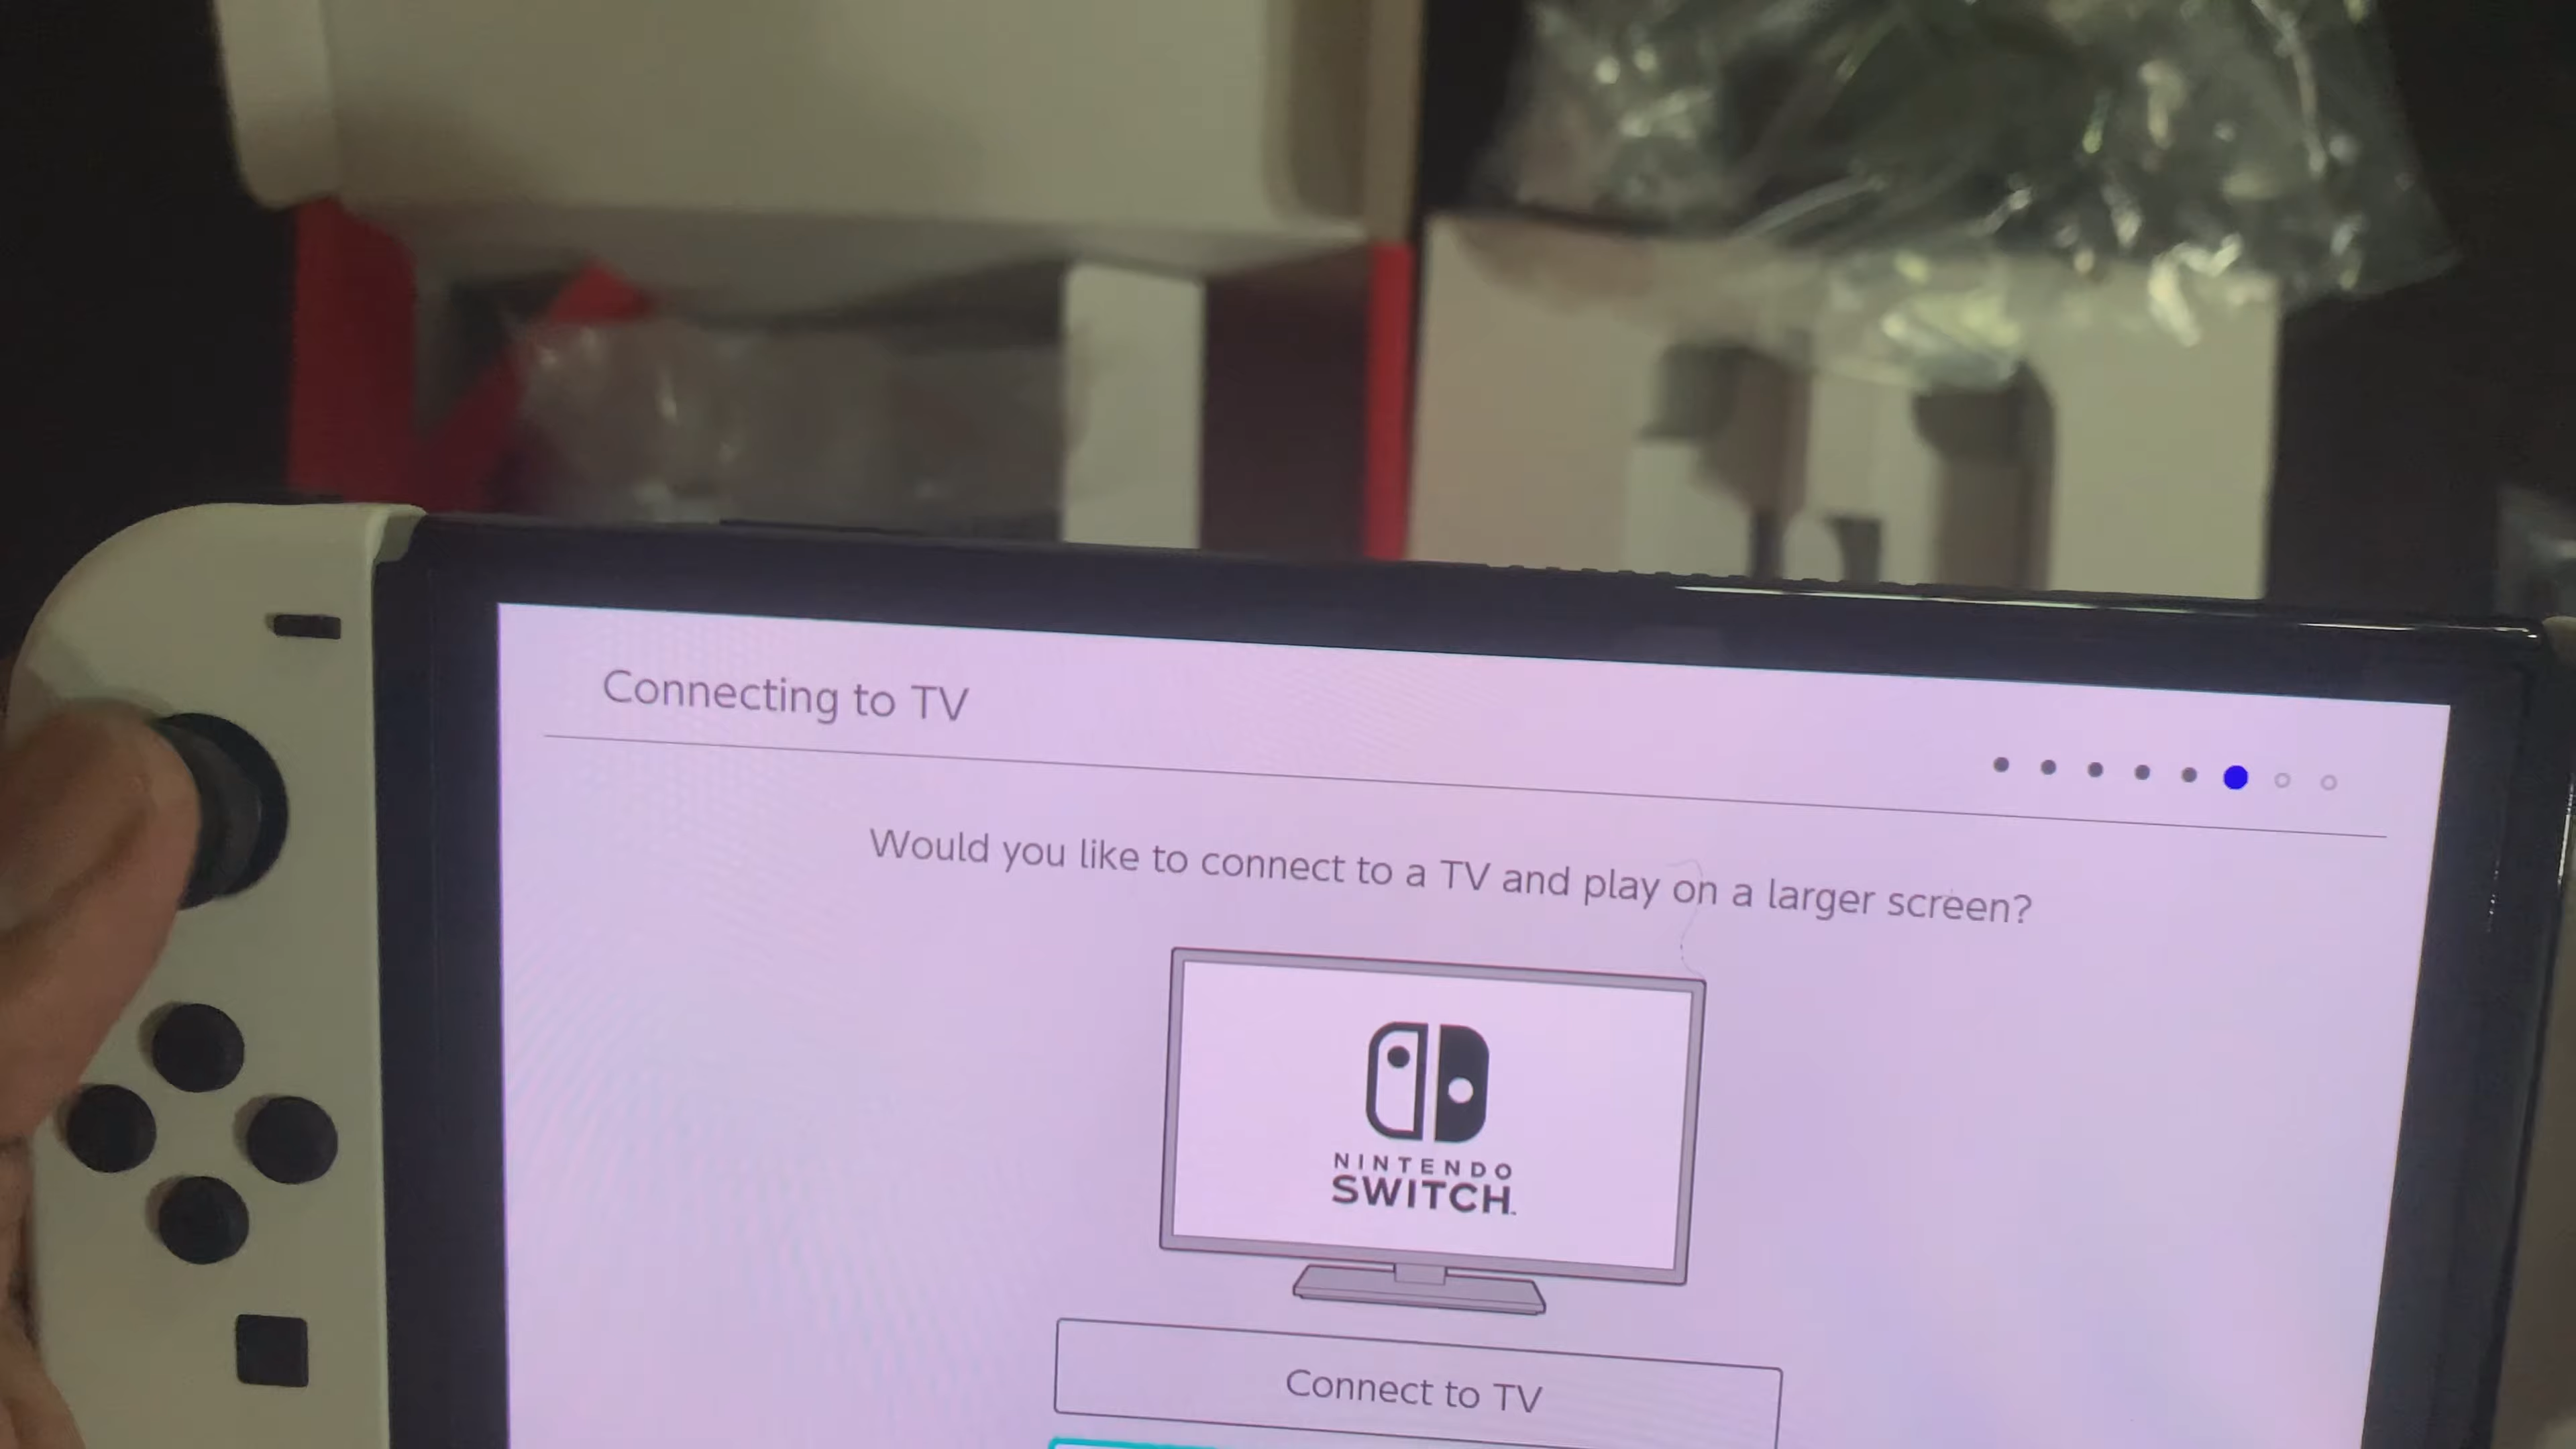 Connecting to TV
Would you like to connect to a TV and play on a larger screen?
NINTENDO
SWITCH™
Connect to TV